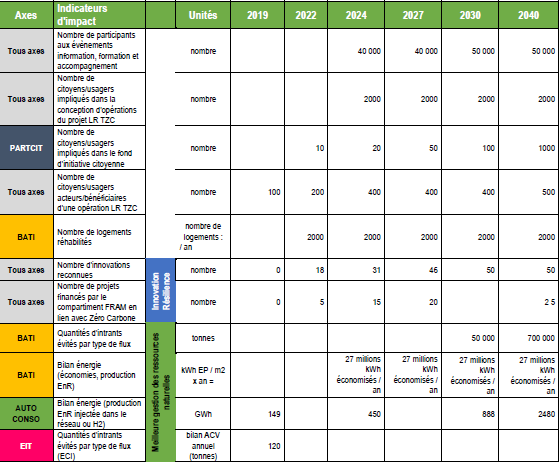 Axes Indicateurs d'impact Unités 2019 2022 2024 2027 2030 2040
Tous axes
Nombre de participants
aux événements
information, formation et
accompagnement
nombre 40 000 40 000 50 000 50 000
Tous axes
Nombre de
citoyens/usagers
impliqués dans la
conception d'opérations
du projet LR TZC
nombre 2000 2000 2000 2000
PARTCIT
Nombre de
citoyens/usagers
impliqués dans le fond
d'initiative citoyenne
nombre 10 20 50 100 1000
Tous axes
Nombre de
citoyens/usagers
acteurs/bénéficiaires
d'une opération LR TZC
nombre 100 200 400 400 400 500
BATI
Nombre de logements
réhabilités
nombre de
logements :
/ an
2000 2000 2000 2000 2000
Innovation
Résilience
Tous axes
Nombre d'innovations
reconnues
nombre 0 18 31 46 50 50
Tous axes
Nombre de projets
financés par le
compartiment FRAM en
lien avec Zéro Carbone
nombre 0 5 15 20 2 5
Meilleure gestion des ressources
naturelles
BATI
Quantités d'intrants
évités par type de flux
tonnes 50 000 700 000
BATI
Bilan énergie
(économies, production
EnR)
kWh EP / m2
x an =
27 millions
kWh
économisés /
an
27 millions
kWh
économisés /
an
27 millions
kWh
économisés /
an
27 millions
kWh
économisés /
an
AUTO
CONSO
Bilan énergie (production
EnR injectée dans le
réseau ou H2)
GWh 149 450 888 2480
EIT
Quantités d'intrants
évités par type de flux
(ECI)
bilan ACV
annuel
(tonnes)
120